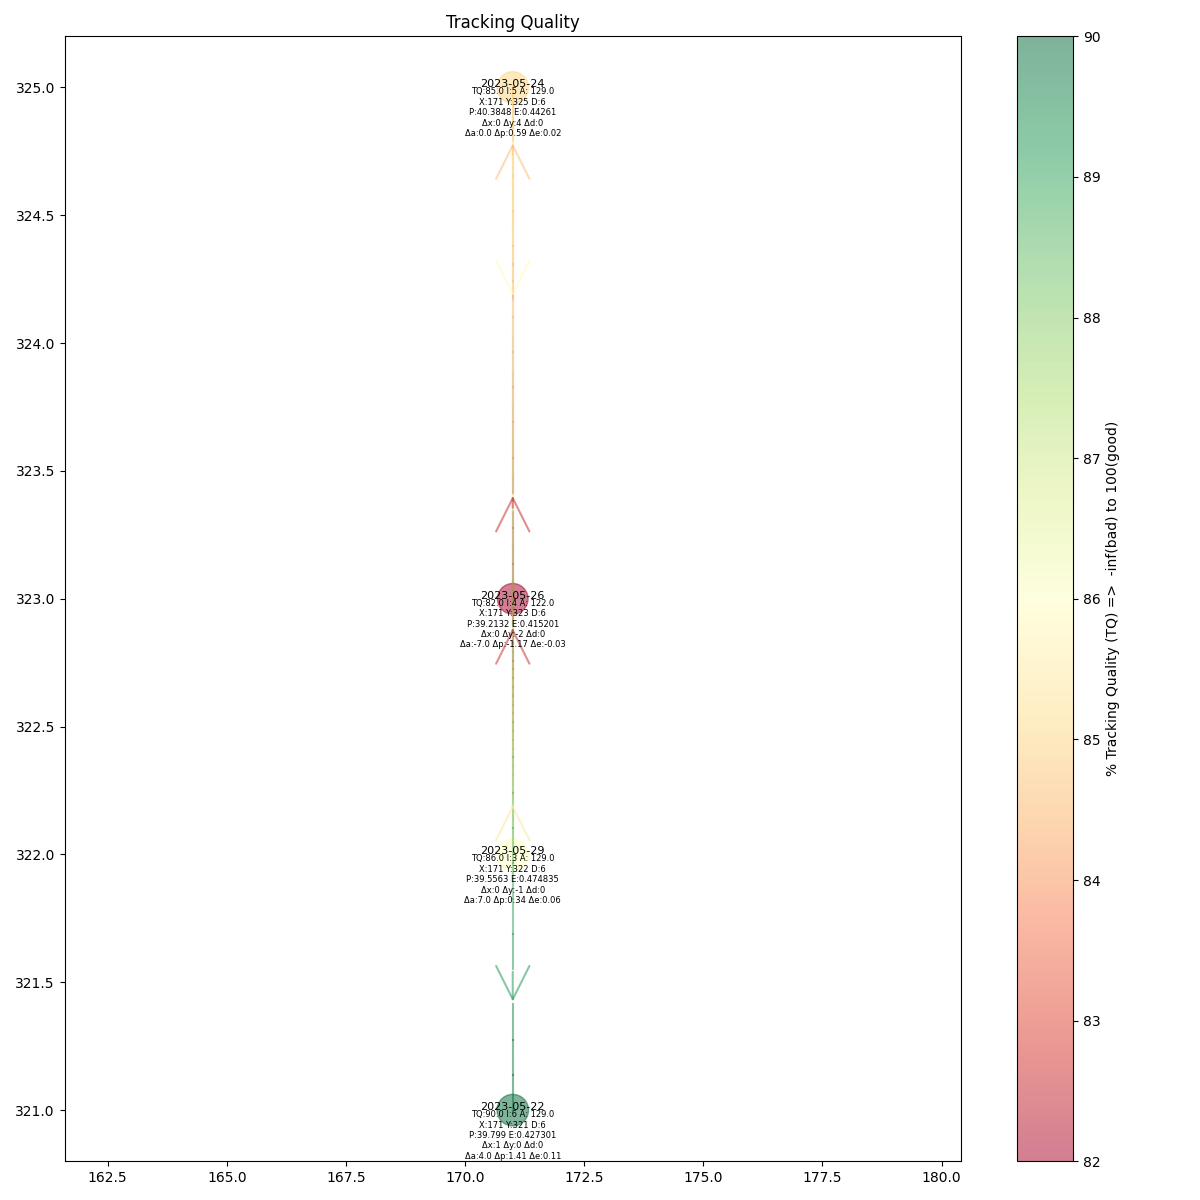 Tracking Quality
325.0
324.5
324.0
323.5
323.0
322.5
322.0
321.5
321.0
162.5
165.0
167.5
170.0
172.5
175.0
177.5
180.0
2023-05-24
TQ:85.0 I:5 A: 129.0
X:171 Y:325 D:6
P:40.3848 E:0.44261
Δx:0 Δy:4 Δd:0
Δa:0.0 Δp:0.59 Δe:0.02
2023-05-26
TQ:82.0 I:4 A: 122.0
X:171 Y:323 D:6
P:39.2132 E:0.415201
Δx:0 Δy:-2 Δd:0
Δa:-7.0 Δp:-1.17 Δe:-0.03
2023-05-29
TQ:86.0 I:3 A: 129.0
X:171 Y:322 D:6
P:39.5563 E:0.474835
Δx:0 Δy:-1 Δd:0
Δa:7.0 Δp:0.34 Δe:0.06
2023-05-22
TQ:90.0 I:6 A: 129.0
X:171 Y:321 D:6
P:39.799 E:0.427301
Δx:1 Δy:0 Δd:0
Δa:4.0 Δp:1.41 Δe:0.11
90
89
88
87
86
85
84
83
82
% Tracking Quality (TQ) => -inf(bad) to 100(good)